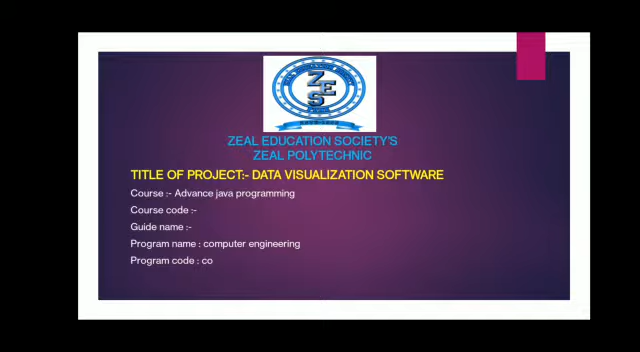 ZES
ZEAL EDUCATION SOCIETY'S
ZEAL POLYTECHNIC
TITLE OF PROJECT:- DATA VISUALIZATION SOFTWARE
Course :- Advance java programming
Course code :-
Guide name :-
Program name : computer engineering
Program code : co